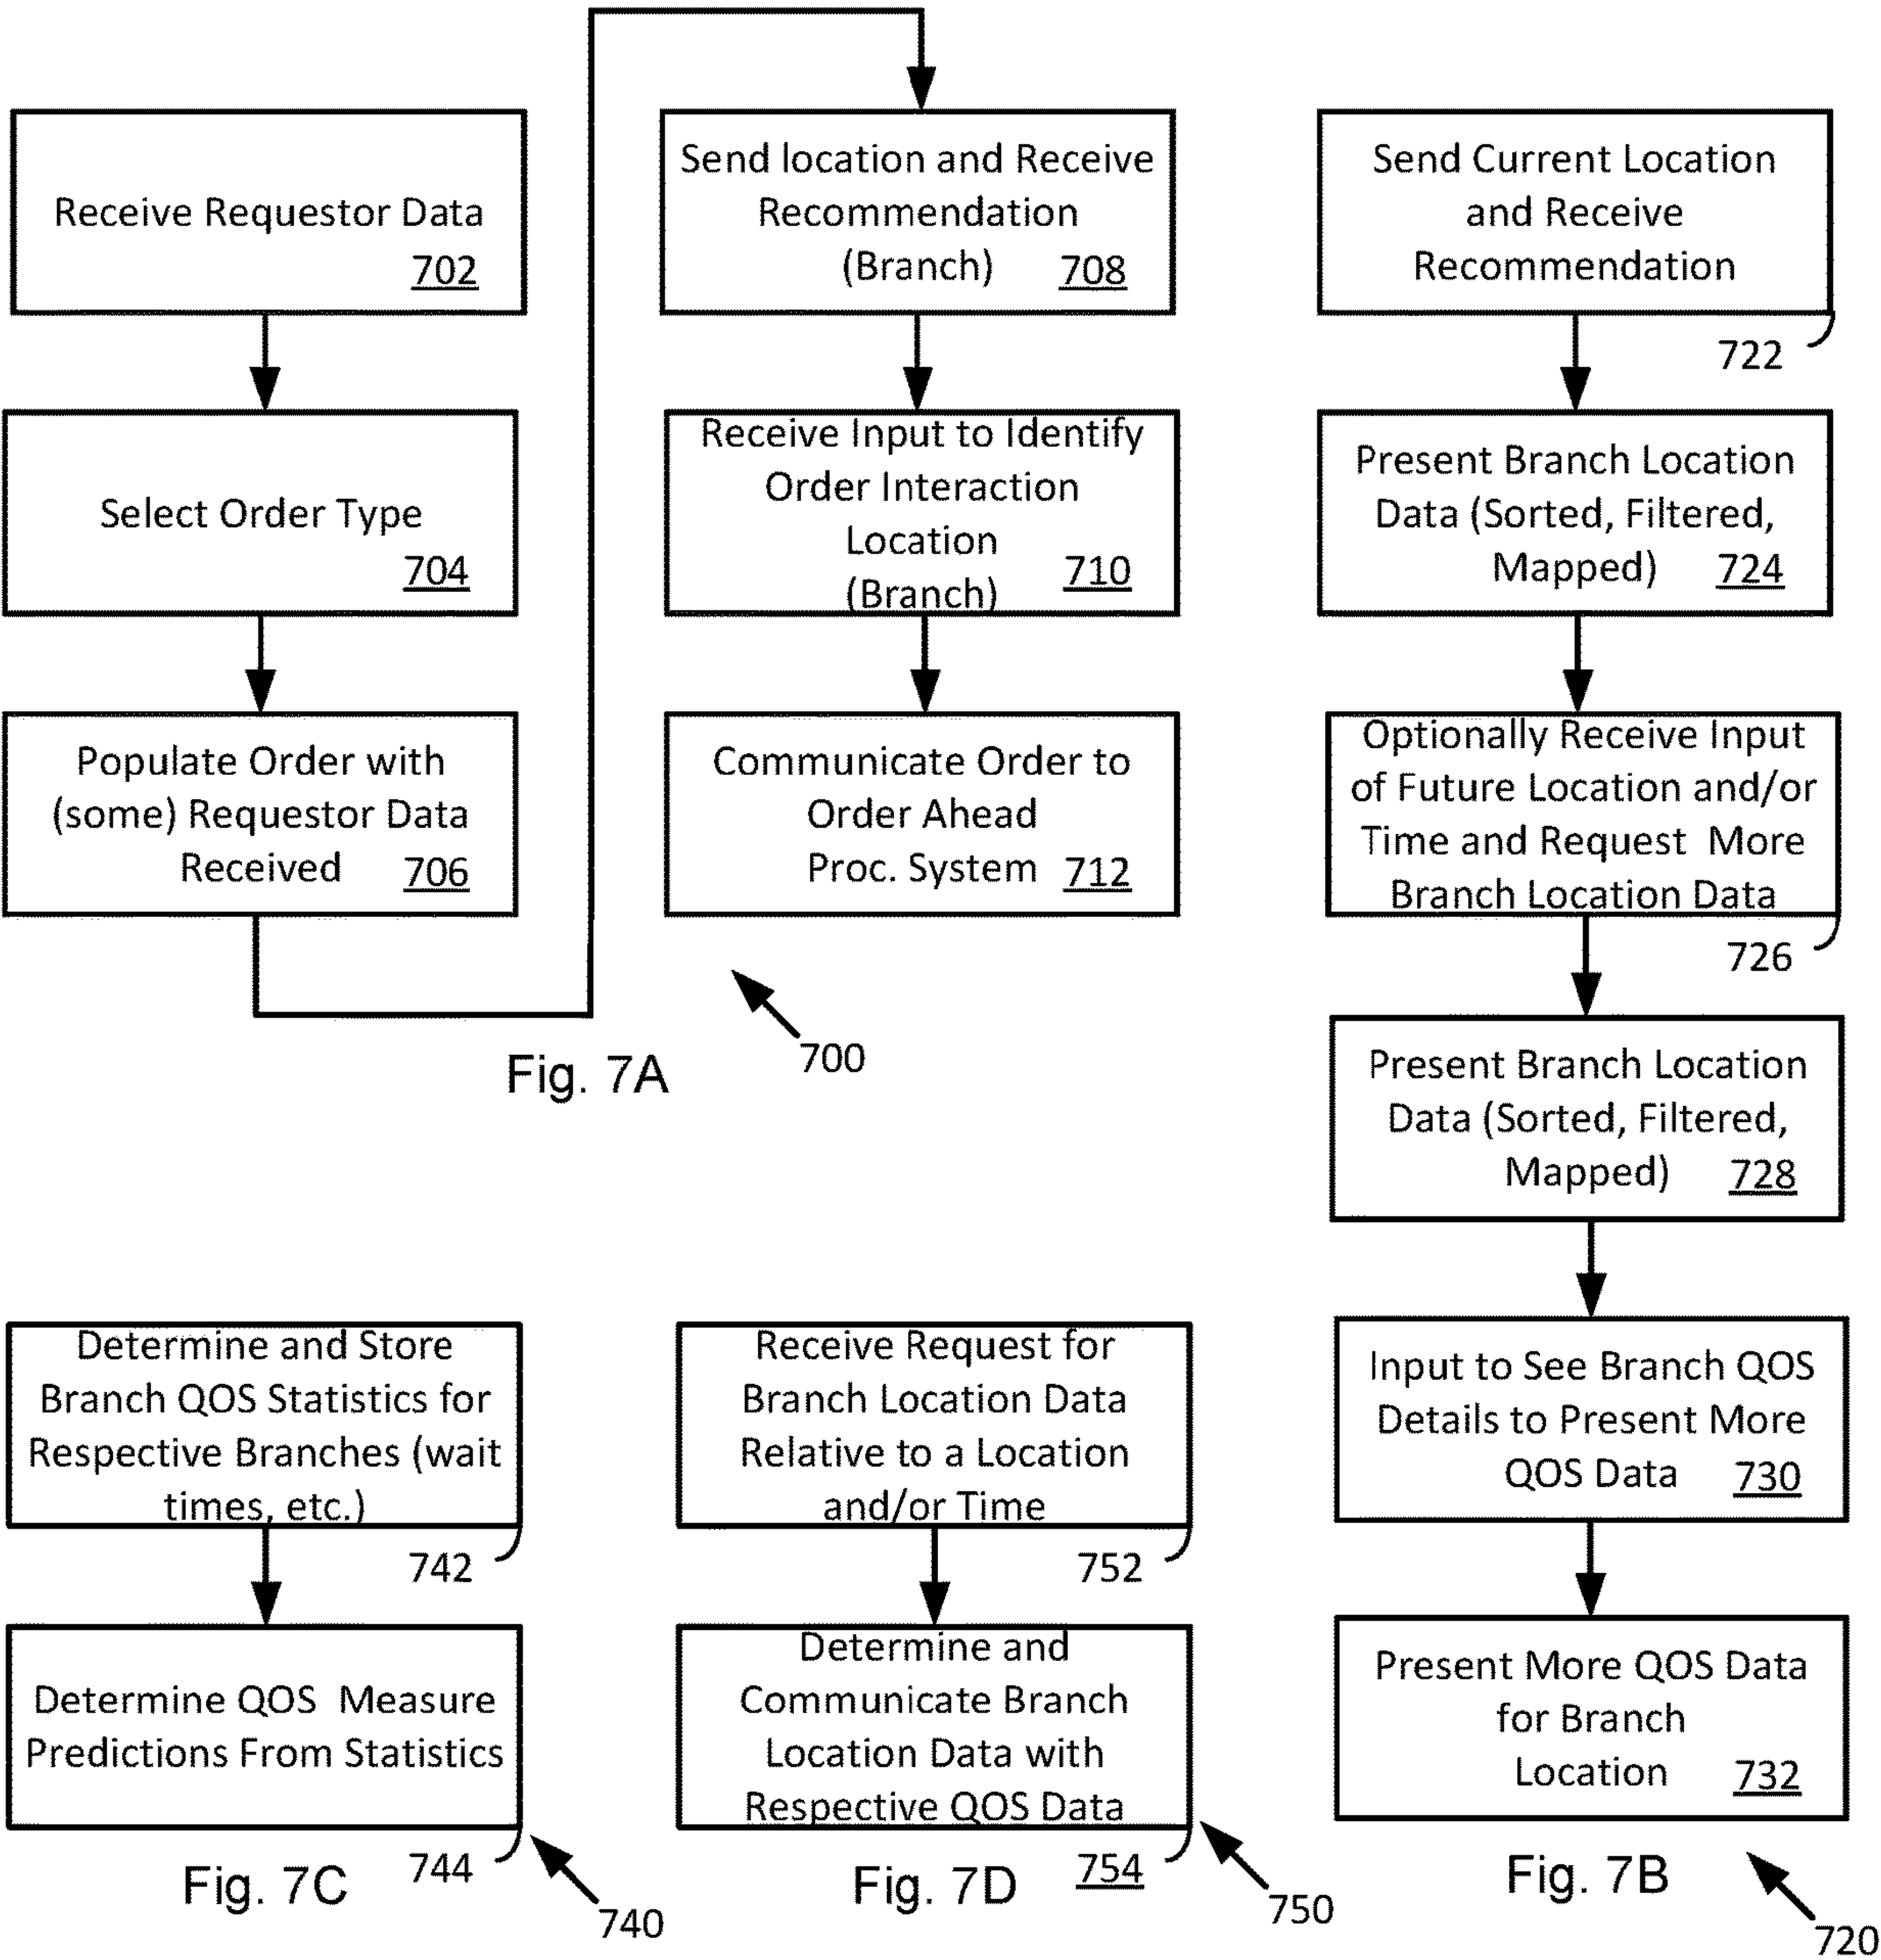 Receive Requestor Data
702
Select Order Type
704
Populate Order with
(some) Requestor Data
Received 706
Send location and Receive
Recommendation
(Branch) 708
Receive Input to Identify
Order Interaction
Location
(Branch) 710
Communicate Order to
Order Ahead
Proc. System 712
700
Fig. 7A
Send Current Location
and Receive
Recommendation
722
Present Branch Location
Data (Sorted, Filtered,
Mapped) 724
Optionally Receive Input
of Future Location and/or
Time and Request More
Branch Location Data
726
Present Branch Location
Data (Sorted, Filtered,
Mapped) 728
Input to See Branch QOS
Details to Present More
QOS Data 730
Present More QOS Data
for Branch
Location 732
Fig. 7B
720
Determine and Store
Branch QOS Statistics for
Respective Branches (wait
times, etc.)
742
Determine QOS Measure
Predictions From Statistics
744
Fig. 7C
740
Receive Request for
Branch Location Data
Relative to a Location
and/or Time
752
Determine and
Communicate Branch
Location Data with
Respective QOS Data
754
Fig. 7D
750